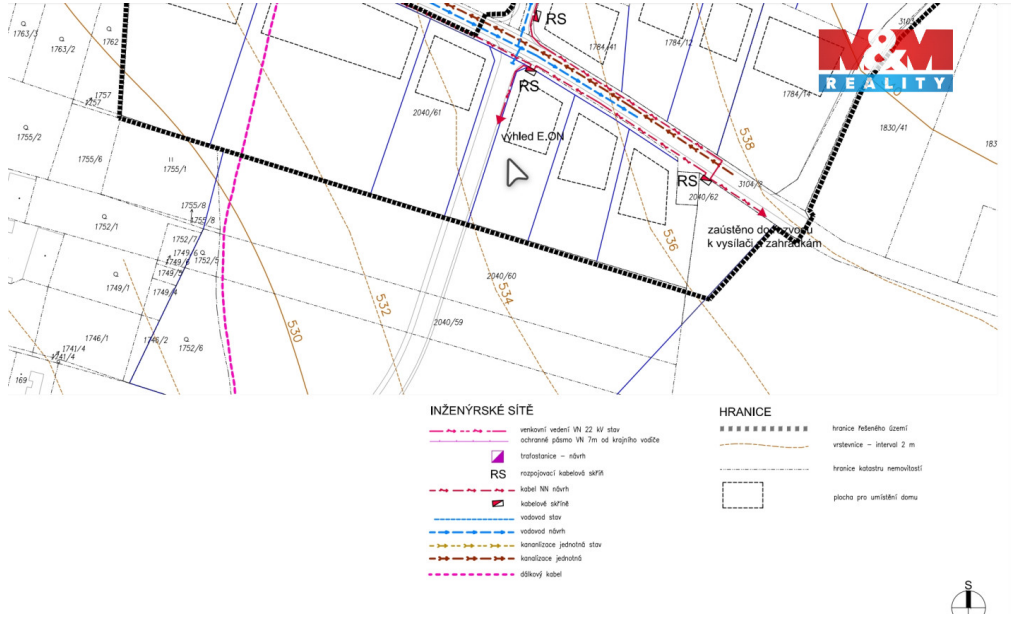 1763/3
1763/2
1762
RS
1784/41
1784/12
3103
M&M
REALITY
1757
1757
2040/61
RS
1784/14
1830/41
183
1755/2
výhled E.ON
538
1755/6
1755/1
RS
3104/2
2040/62
1755/8
1755/8
1752/1
zaústěno do rozvodu
k vysílači a zahrádkám
536
1752/7
1749/6
1749/6
1752/5
1749/5
1749/1
1749/4
2040/60
534
532
530
2040/59
1746/1
1746/2
1741/4
1741/4
1752/6
169
INŽENÝRSKÉ SÍTĚ
venkovní vedení VN 22 kV stav
ochranné pásmo VN 7m od krajního vodiče
trafostanice – návrh
RS rozpojovací kabelová skříň
kabel NN návrh
kabelové skříně
vodovod stav
vodovod návrh
kananlizace jednotná stav
kanalizace jednotná
dálkový kabel
HRANICE
hranice řešeného území
vrstevnice – interval 2 m
hranice katastru nemovitostí
plocha pro umístění domu
S